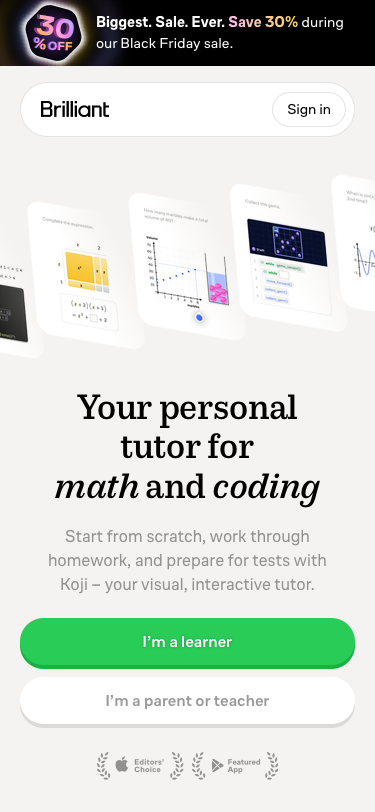 30
% OFF
Biggest. Sale. Ever. Save 30% during
our Black Friday sale.
Brilliant
Sign in
Complete the expression.
How many marbles make a total
volume of 40?
Volume
Collect the gems.
Your personal
tutor for
math and coding
Start from scratch, work through
homework, and prepare for tests with
Koji – your visual, interactive tutor.
I'm a learner
I'm a parent or teacher
Editors'
Choice
Featured
App